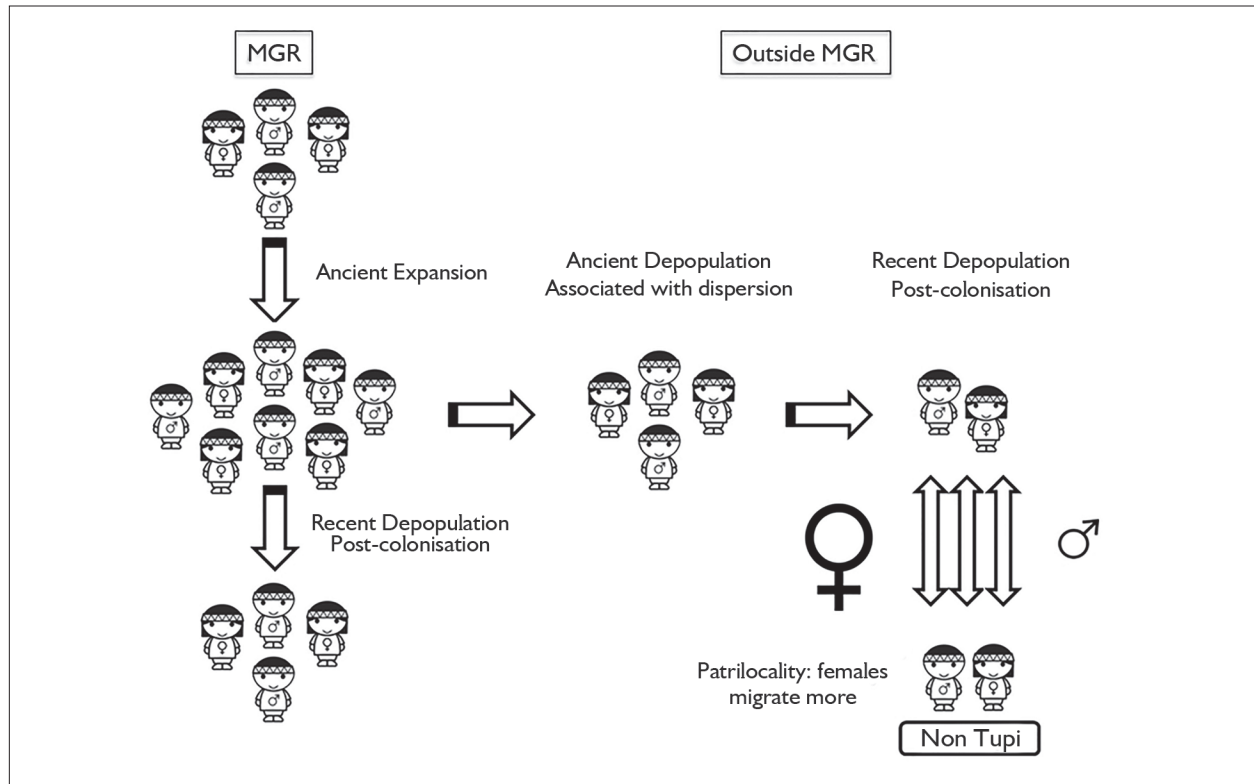 MGR
Outside MGR
Ancient Expansion
Ancient Depopulation
Associated with dispersion
Recent Depopulation
Post-colonisation
Recent Depopulation
Post-colonisation
Patrilocality: females
migrate more
Non Tupi